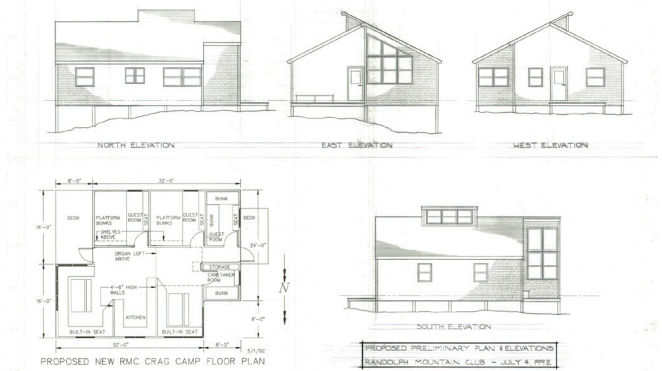 NORTH ELEVATION
EAST ELEVATION
WEST ELEVATION
8'-0"
32'-0"
DECK
PLATFORM BUNKS
GUEST ROOM
SEAT
PLATFORM BUNKS
GUEST ROOM
SEAT
BUNK
BUNK
SEAT
DECK
GUEST ROOM
SHELVES ABOVE
16'-0"
24'-0"
ORGAN LOFT ABOVE
STORAGE
CARETAKER ROOM
BUNK
4'-6" HIGH WALLS
N
16'-0"
8'-0"
KITCHEN
BUILT-IN SEAT
BUILT-IN SEAT
32'-0"
8'-0"
5/1/92
PROPOSED NEW RMC CRAG CAMP FLOOR PLAN
SOUTH ELEVATION
PROPOSED PRELIMINARY PLAN & ELEVATIONS
RANDOLPH MOUNTAIN CLUB - JULY 4, 1992